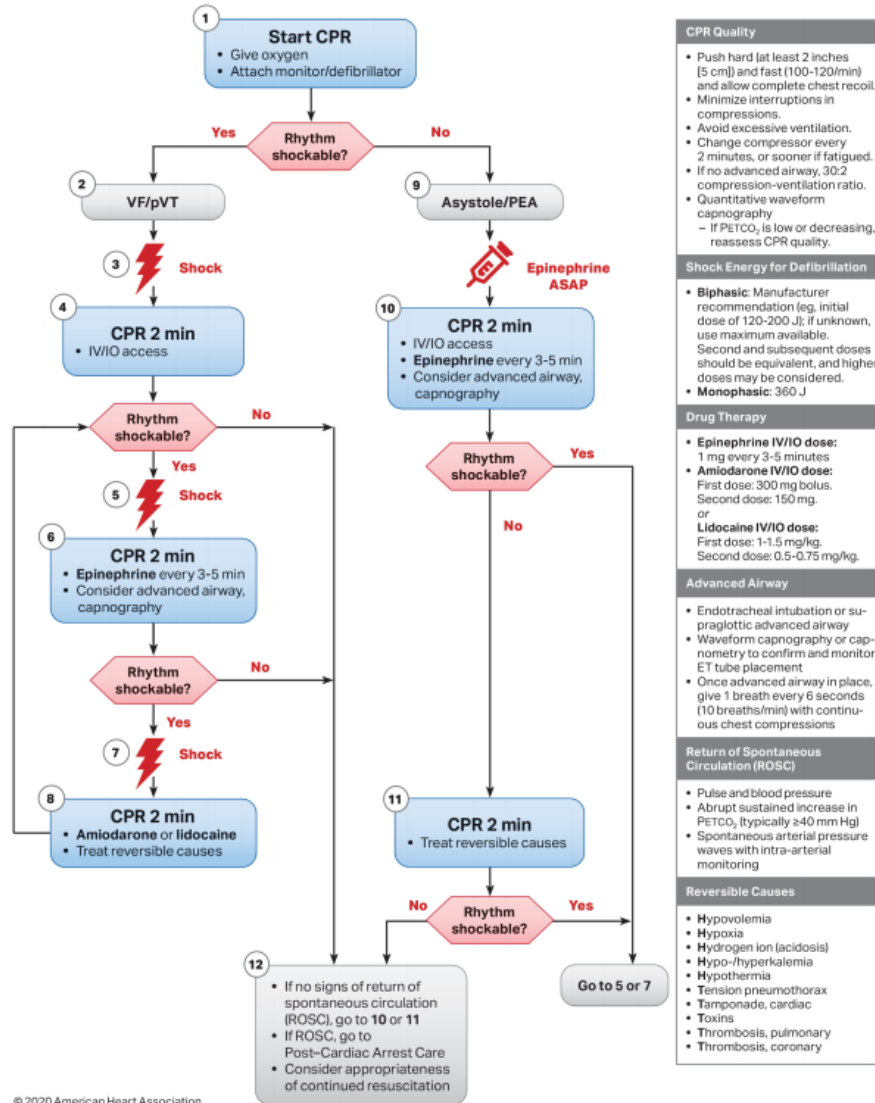 1
Start CPR
• Give oxygen
• Attach monitor/defibrillator
Yes
Rhythm
shockable?
No
2
VF/pVT
9
Asystole/PEA
3
Shock
Epinephrine
ASAP
4
CPR 2 min
• IV/IO access
10
CPR 2 min
• IV/IO access
• Epinephrine every 3-5 min
• Consider advanced airway,
capnography
Rhythm
shockable?
No
Yes
Rhythm
shockable?
Yes
No
5
Shock
6
CPR 2 min
• Epinephrine every 3-5 min
• Consider advanced airway,
capnography
Rhythm
shockable?
No
Yes
7
Shock
8
CPR 2 min
• Amiodarone or lidocaine
• Treat reversible causes
11
CPR 2 min
• Treat reversible causes
No
Rhythm
shockable?
Yes
12
• If no signs of return of
spontaneous circulation
(ROSC), go to 10 or 11
• If ROSC, go to
Post–Cardiac Arrest Care
• Consider appropriateness
of continued resuscitation
Go to 5 or 7
© 2020 American Heart Association
CPR Quality
• Push hard (at least 2 inches
[5 cm]) and fast (100-120/min)
and allow complete chest recoil.
• Minimize interruptions in
compressions.
• Avoid excessive ventilation.
• Change compressor every
2 minutes, or sooner if fatigued.
• If no advanced airway, 30:2
compression-ventilation ratio.
• Quantitative waveform
capnography
– If PETCO₂ is low or decreasing,
reassess CPR quality.
Shock Energy for Defibrillation
• Biphasic: Manufacturer
recommendation (eg, initial
dose of 120-200 J); if unknown,
use maximum available.
Second and subsequent doses
should be equivalent, and higher
doses may be considered.
• Monophasic: 360 J
Drug Therapy
• Epinephrine IV/IO dose:
1 mg every 3-5 minutes
• Amiodarone IV/IO dose:
First dose: 300 mg bolus.
Second dose: 150 mg.
or
Lidocaine IV/IO dose:
First dose: 1-1.5 mg/kg.
Second dose: 0.5-0.75 mg/kg.
Advanced Airway
• Endotracheal intubation or su-
praglottic advanced airway
• Waveform capnography or cap-
nometry to confirm and monitor
ET tube placement
• Once advanced airway in place,
give 1 breath every 6 seconds
(10 breaths/min) with continu-
ous chest compressions
Return of Spontaneous
Circulation (ROSC)
• Pulse and blood pressure
• Abrupt sustained increase in
PETCO₂ (typically ≥40 mm Hg)
• Spontaneous arterial pressure
waves with intra-arterial
monitoring
Reversible Causes
• Hypovolemia
• Hypoxia
• Hydrogen ion (acidosis)
• Hypo-/hyperkalemia
• Hypothermia
• Tension pneumothorax
• Tamponade, cardiac
• Toxins
• Thrombosis, pulmonary
• Thrombosis, coronary